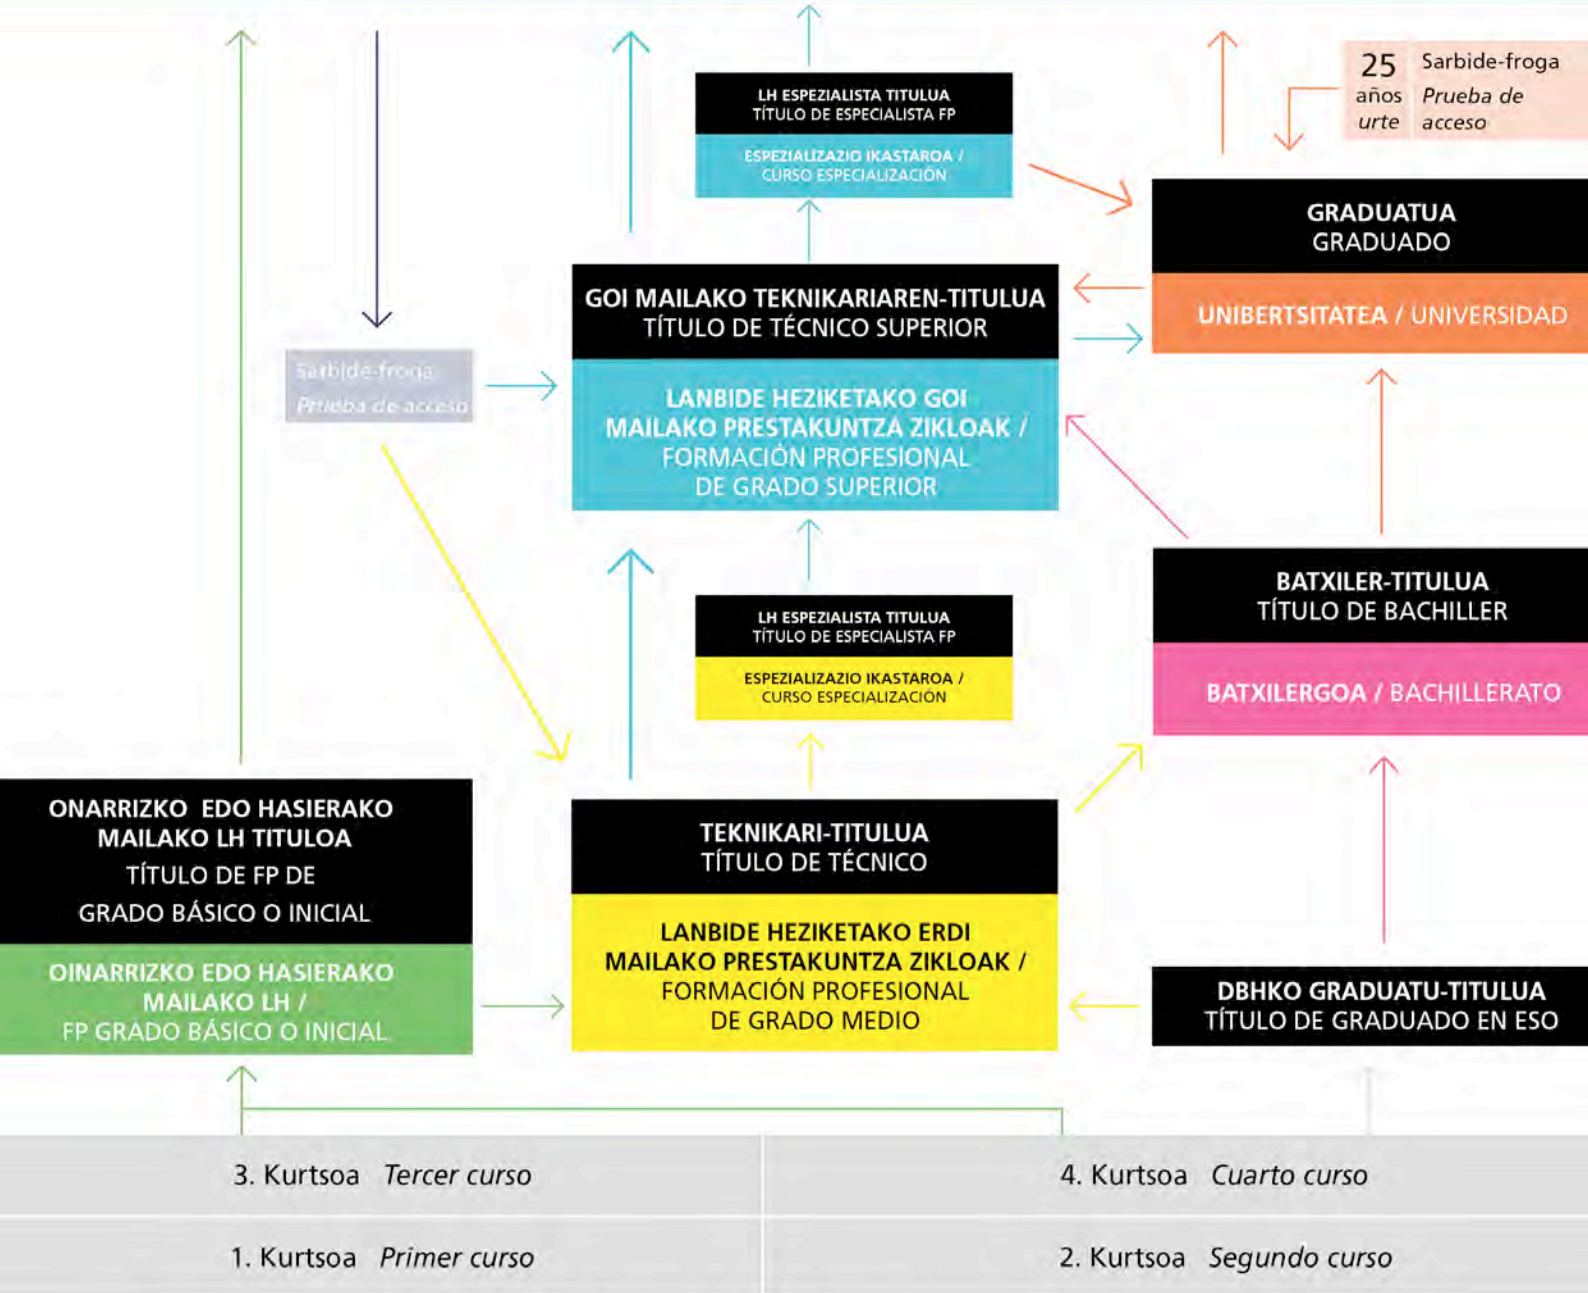 25
años
urte
Sarbide-froga
Prueba de
acceso
LH ESPEZIALISTA TITULUA
TÍTULO DE ESPECIALISTA FP
ESPEZIALIZAZIO IKASTAROA /
CURSO ESPECIALIZACIÓN
GRADUATUA
GRADUADO
UNIBERTSITATEA / UNIVERSIDAD
GOI MAILAKO TEKNIKARIAREN-TITULUA
TÍTULO DE TÉCNICO SUPERIOR
LANBIDE HEZIKETAKO GOI
MAILAKO PRESTAKUNTZA ZIKLOAK /
FORMACIÓN PROFESIONAL
DE GRADO SUPERIOR
Sarbide-froga
Prueba de acceso
BATXILER-TITULUA
TÍTULO DE BACHILLER
BATXILERGOA / BACHILLERATO
LH ESPEZIALISTA TITULUA
TÍTULO DE ESPECIALISTA FP
ESPEZIALIZAZIO IKASTAROA /
CURSO ESPECIALIZACIÓN
ONARRIZKO EDO HASIERAKO
MAILAKO LH TITULOA
TÍTULO DE FP DE
GRADO BÁSICO O INICIAL
OINARRIZKO EDO HASIERAKO
MAILAKO LH /
FP GRADO BÁSICO O INICIAL
TEKNIKARI-TITULUA
TÍTULO DE TÉCNICO
LANBIDE HEZIKETAKO ERDI
MAILAKO PRESTAKUNTZA ZIKLOAK /
FORMACIÓN PROFESIONAL
DE GRADO MEDIO
DBHKO GRADUATU-TITULUA
TÍTULO DE GRADUADO EN ESO
3. Kurtsoa Tercer curso
4. Kurtsoa Cuarto curso
1. Kurtsoa Primer curso
2. Kurtsoa Segundo curso